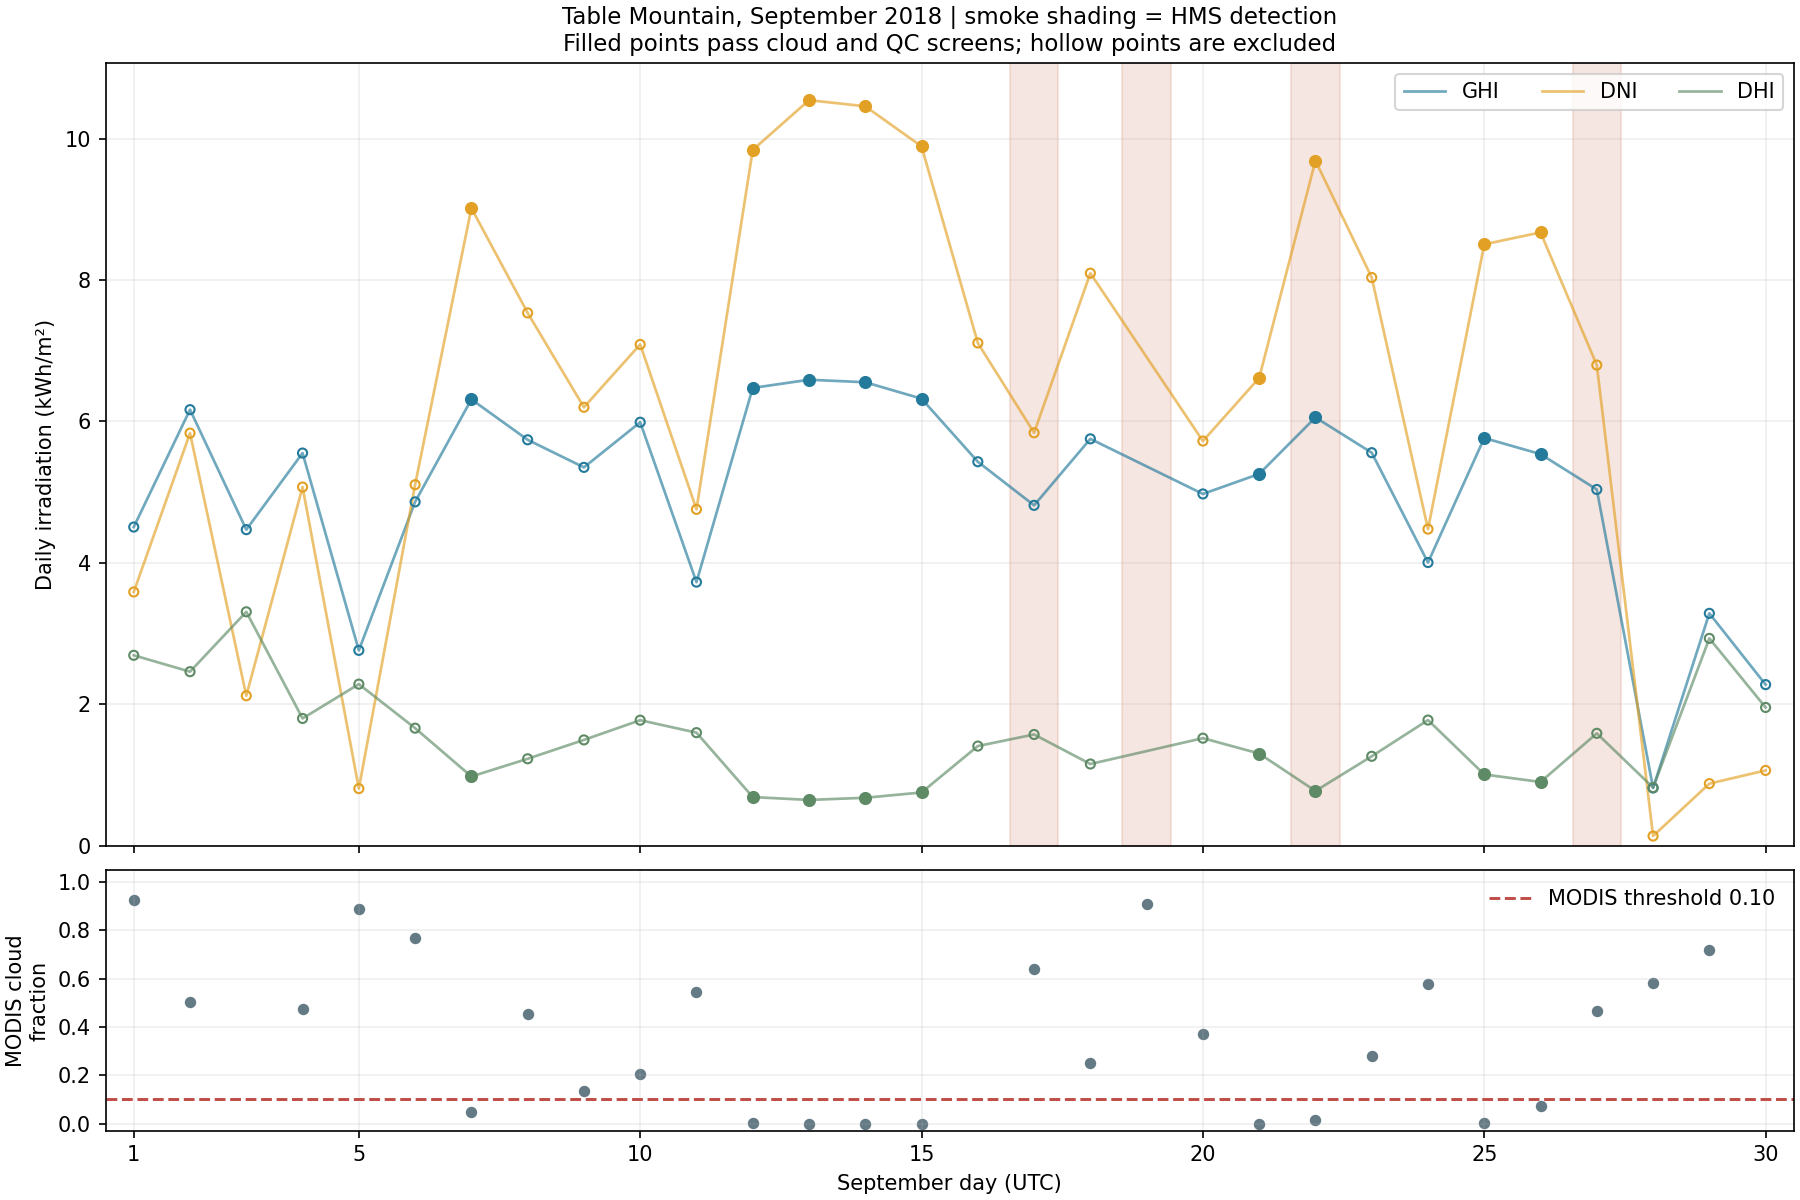 Table Mountain, September 2018 | smoke shading = HMS detection
Filled points pass cloud and QC screens; hollow points are excluded
GHI
DNI
DHI
Daily irradiation (kWh/m²)
10
8
6
4
2
0
MODIS threshold 0.10
MODIS cloud
fraction
1.0
0.8
0.6
0.4
0.2
0.0
1
5
10
15
20
25
30
September day (UTC)